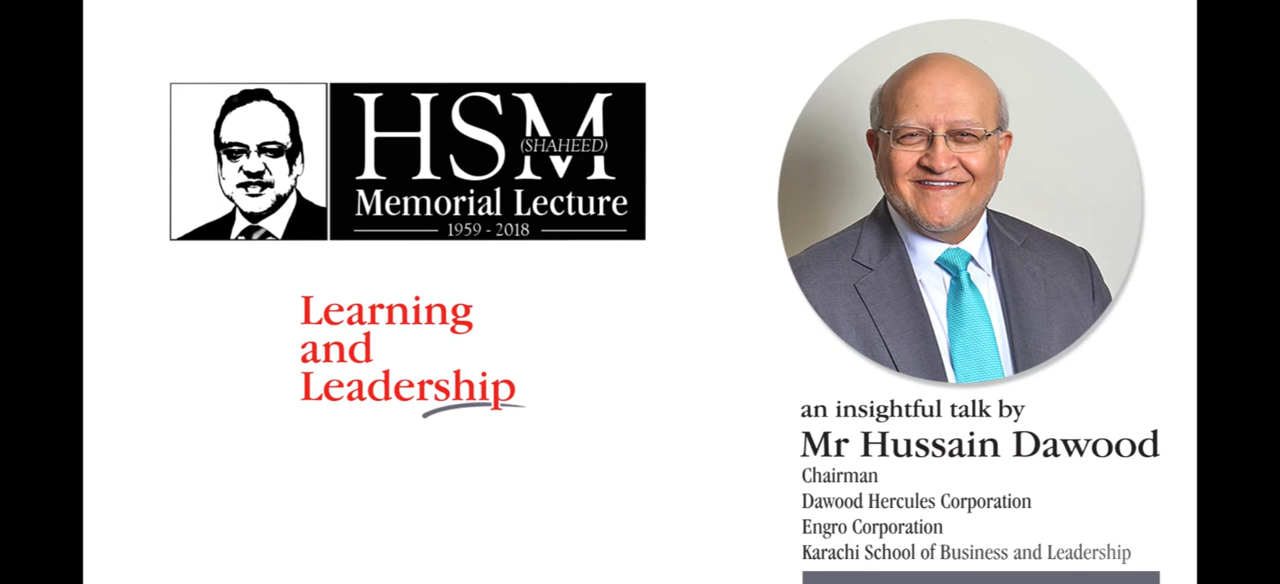 HSM
(SHAHEED)
Memorial Lecture
1959 - 2018
Learning
and
Leadership
an insightful talk by
Mr Hussain Dawood
Chairman
Dawood Hercules Corporation
Engro Corporation
Karachi School of Business and Leadership